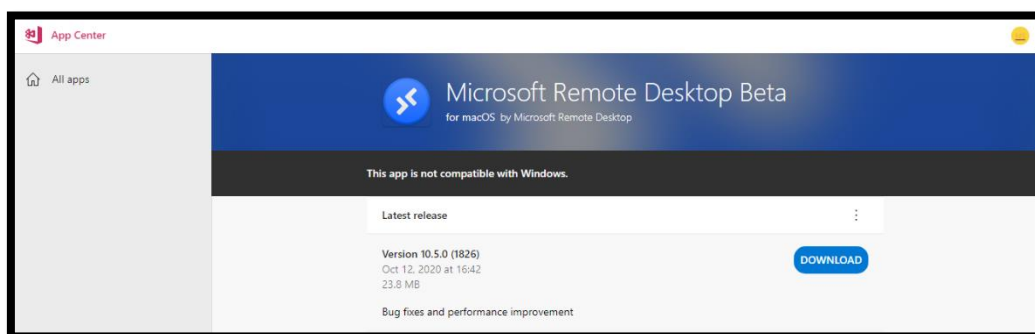 App Center
All apps
Microsoft Remote Desktop Beta
for macOS by Microsoft Remote Desktop
This app is not compatible with Windows.
Latest release
Version 10.5.0 (1826)
Oct 12, 2020 at 16:42
23.8 MB
DOWNLOAD
Bug fixes and performance improvement